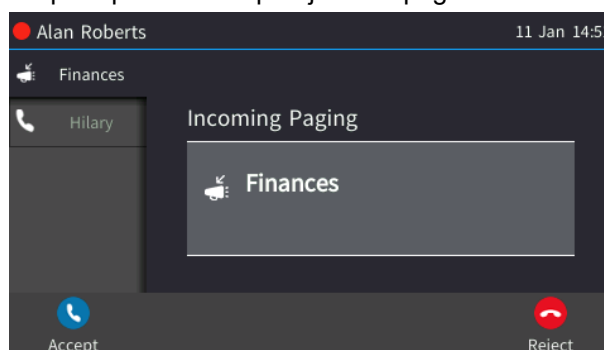 Alan Roberts 11 Jan 14:5
Finances
Hilary
Incoming Paging
Finances
Accept
Reject